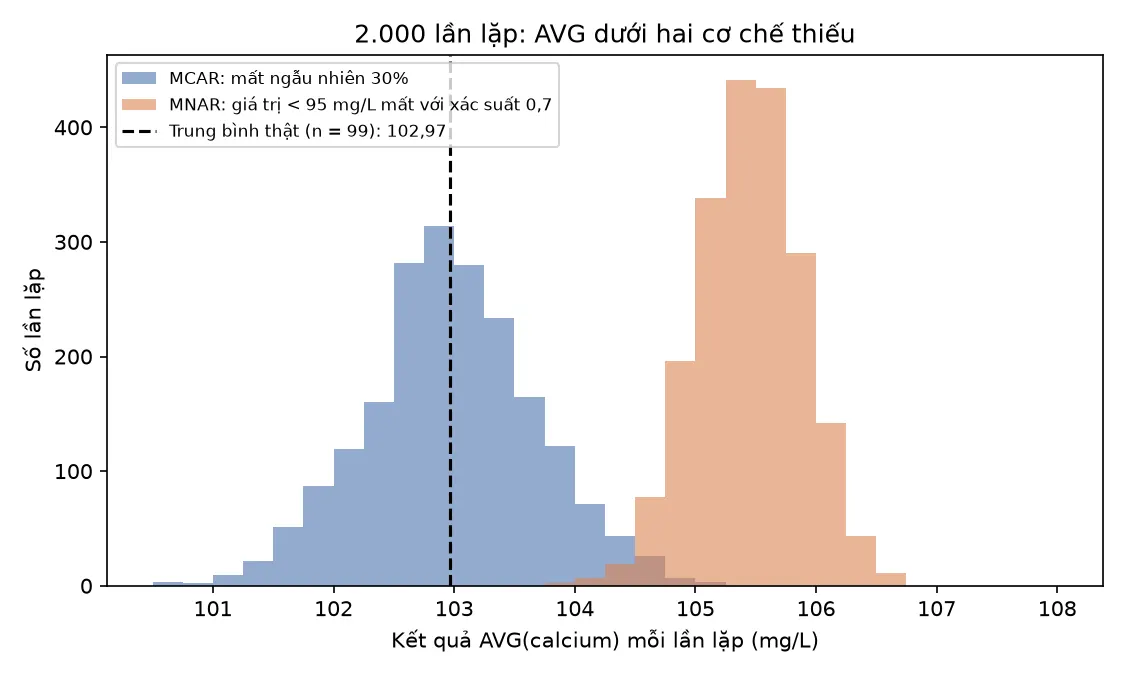 2.000 lần lặp: AVG dưới hai cơ chế thiếu
MCAR: mất ngẫu nhiên 30%
MNAR: giá trị < 95 mg/L mất với xác suất 0,7
Trung bình thật (n = 99): 102,97
Số lần lặp
400
300
200
100
0
101 102 103 104 105 106 107 108
Kết quả AVG(calcium) mỗi lần lặp (mg/L)